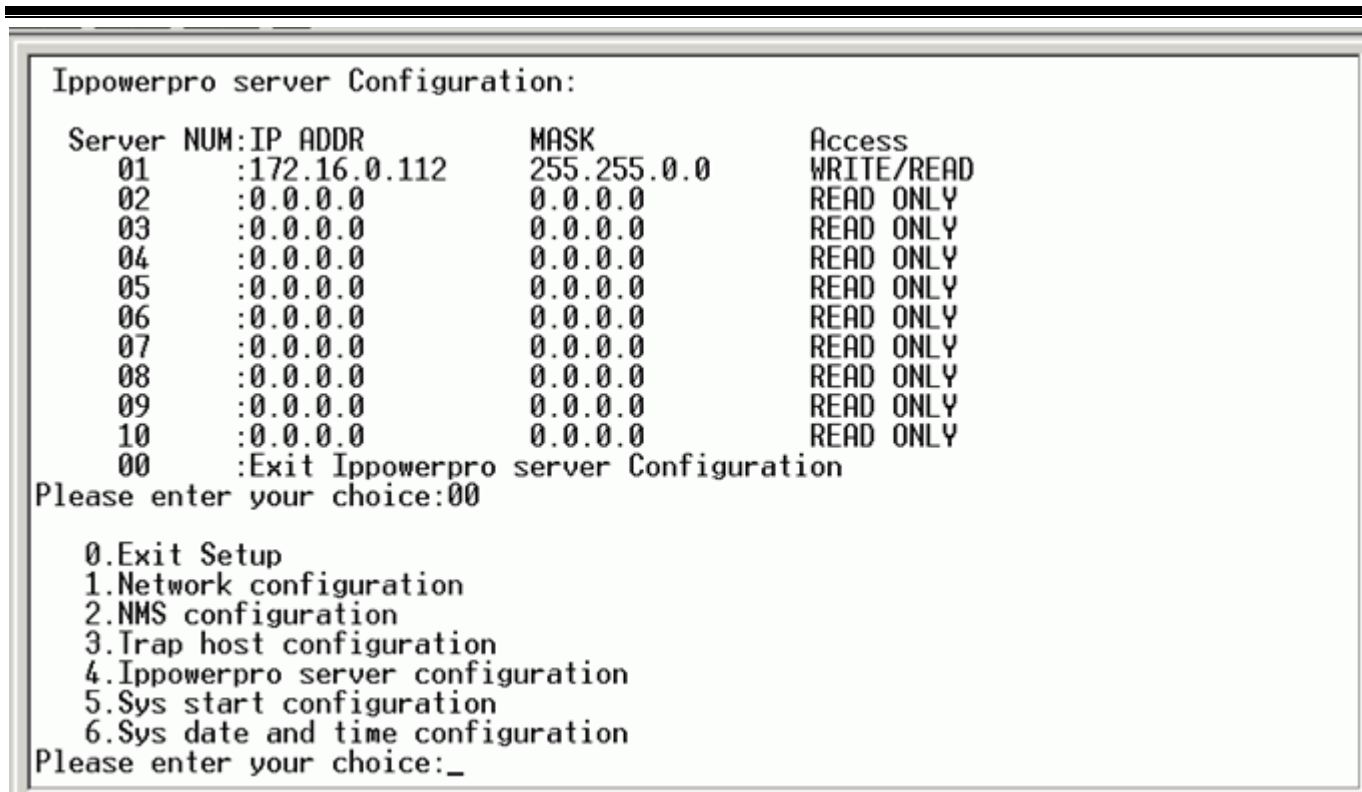 Ippowerpro server Configuration:
Server NUM:IP ADDR MASK Access
01 :172.16.0.112 255.255.0.0 WRITE/READ
02 :0.0.0.0 0.0.0.0 READ ONLY
03 :0.0.0.0 0.0.0.0 READ ONLY
04 :0.0.0.0 0.0.0.0 READ ONLY
05 :0.0.0.0 0.0.0.0 READ ONLY
06 :0.0.0.0 0.0.0.0 READ ONLY
07 :0.0.0.0 0.0.0.0 READ ONLY
08 :0.0.0.0 0.0.0.0 READ ONLY
09 :0.0.0.0 0.0.0.0 READ ONLY
10 :0.0.0.0 0.0.0.0 READ ONLY
00 :Exit Ippowerpro server Configuration
Please enter your choice:00
0.Exit Setup
1.Network configuration
2.NMS configuration
3.Trap host configuration
4.Ippowerpro server configuration
5.Sys start configuration
6.Sys date and time configuration
Please enter your choice:_